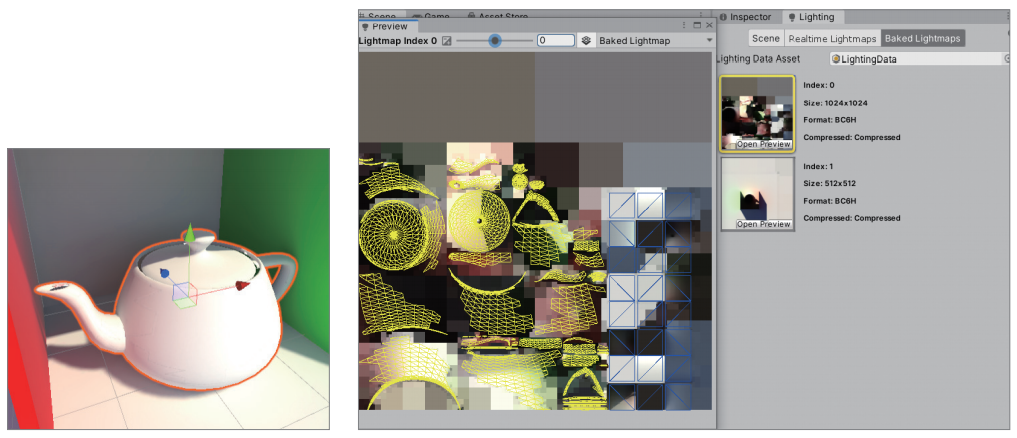 Scene Game Asset Store
Preview
Lightmap Index 0 0 Baked Lightmap
Inspector Lighting
Scene Realtime Lightmaps Baked Lightmaps
Lighting Data Asset LightingData
Index: 0
Size: 1024x1024
Format: BC6H
Compressed: Compressed
Open Preview
Index: 1
Size: 512x512
Format: BC6H
Compressed: Compressed
Open Preview